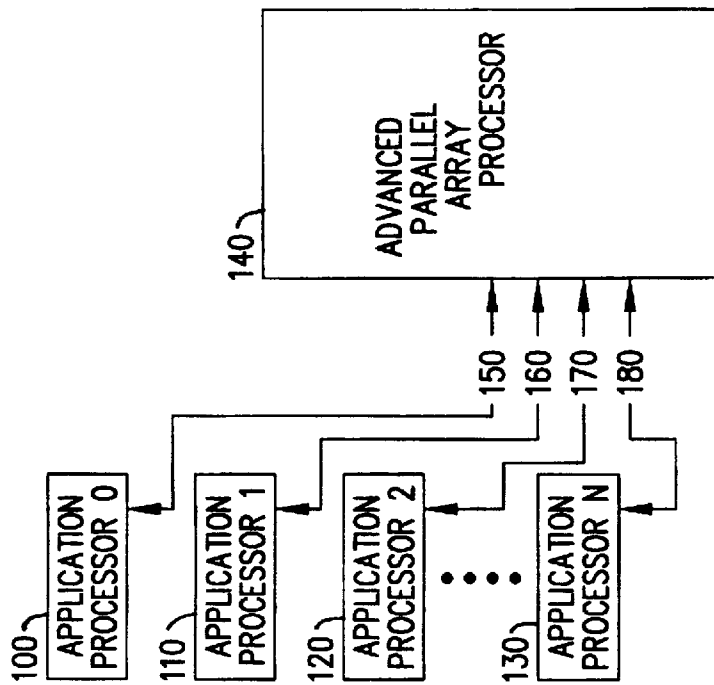 100
APPLICATION
PROCESSOR 0
110
APPLICATION
PROCESSOR 1
120
APPLICATION
PROCESSOR 2
130
APPLICATION
PROCESSOR N
150
160
170
180
140
ADVANCED
PARALLEL
ARRAY
PROCESSOR